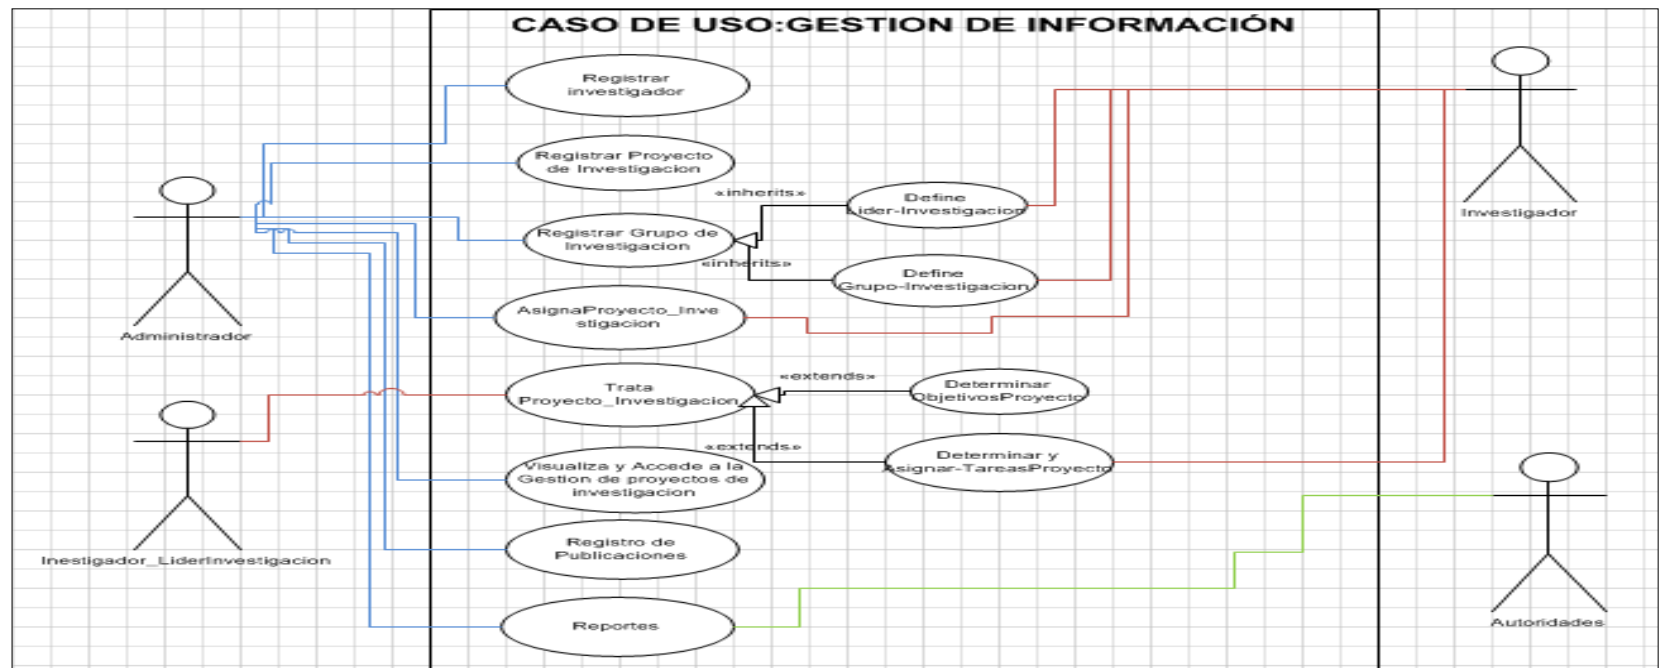 CASO DE USO:GESTION DE INFORMACIÓN
Registrar
investigador
Registrar Proyecto
de Investigacion
«inherits»
Define
Lider-Investigacion
Investigador
Registrar Grupo de
Investigacion
«inherits»
Define
Grupo-Investigacion
AsignaProyecto_Inve
stigacion
Administrador
«extends»
Trata
Proyecto_Investigacion
Determinar
ObjetivosProyecto
«extends»
Determinar y
Asignar-TareasProyecto
Visualiza y Accede a la
Gestion de proyectos de
investigacion
Registro de
Publicaciones
Inestigador_LiderInvestigacion
Reportes
Autoridades